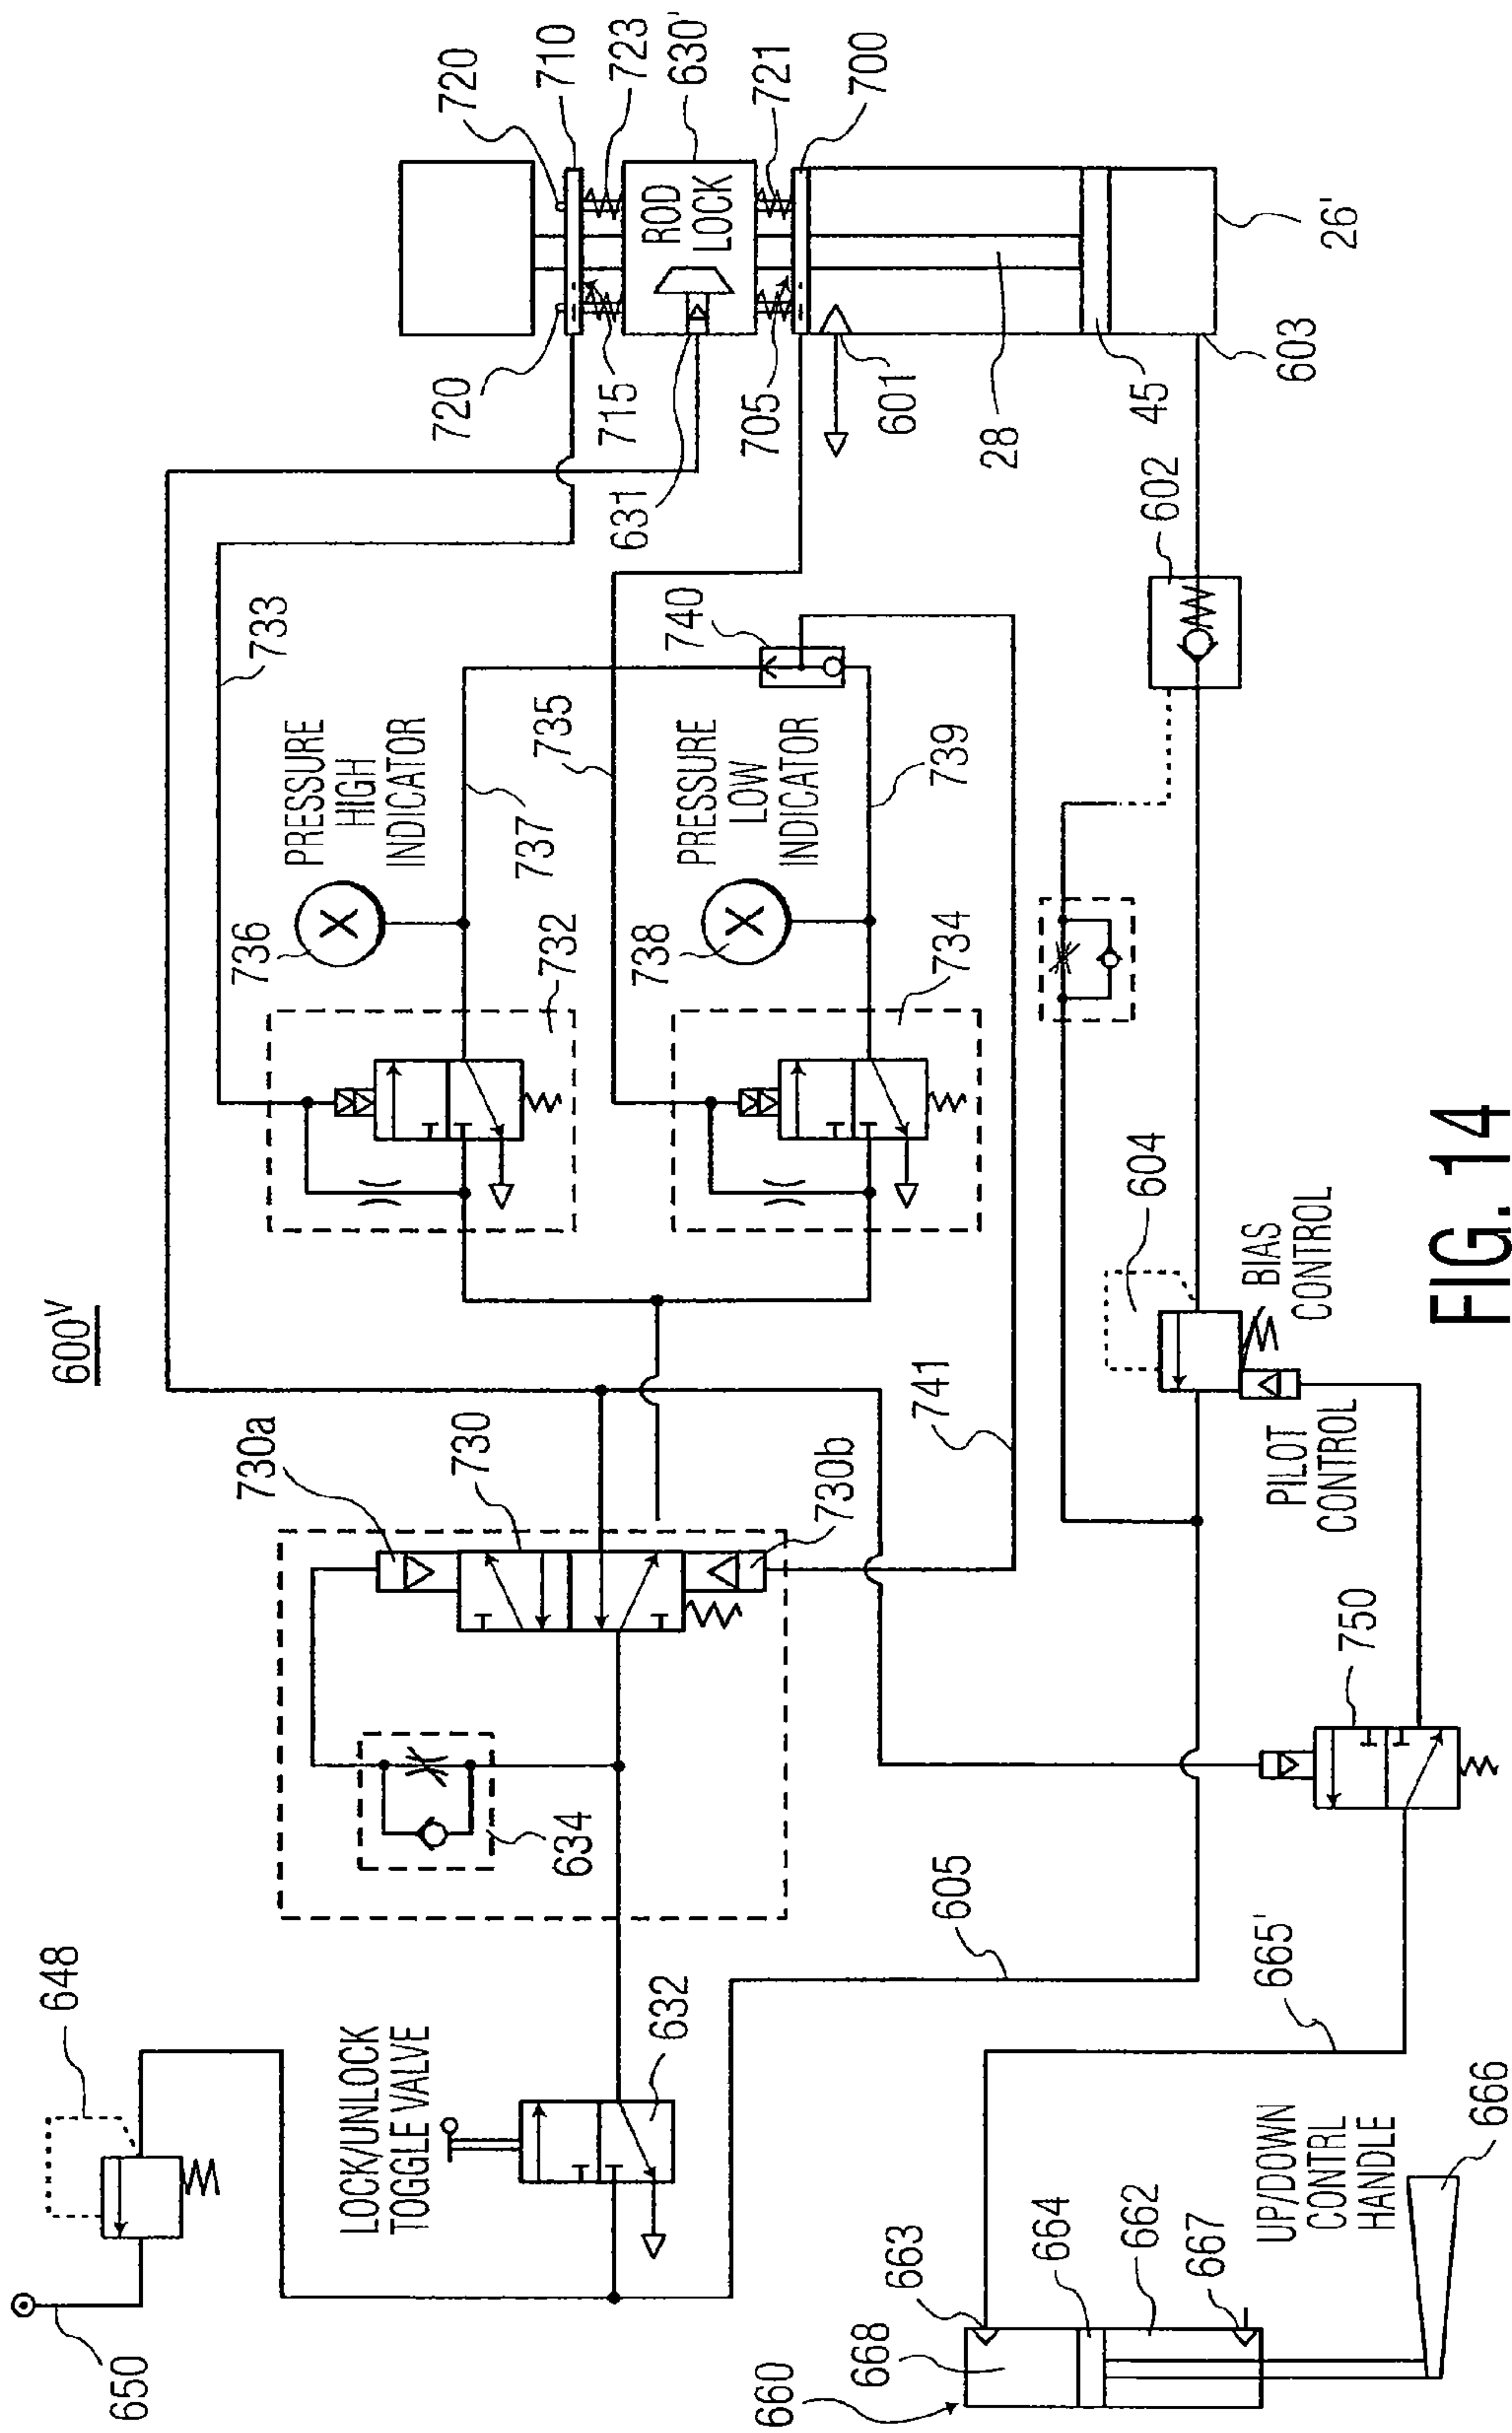 600V
720
710
723
630'
721
700
ROD
LOCK
26'
720
715
631
705
601
28
45
603
602
733
740
PRESSURE
HIGH
INDICATOR
735
737
PRESSURE
LOW
INDICATOR
739
736
732
738
734
604
BIAS
CONTROL
730a
730
730b
741
PILOT
CONTROL
750
634
605
665'
648
LOCK/UNLOCK
TOGGLE VALVE
632
650
UP/DOWN
CONTRL
HANDLE
666
663
664
662
667
668
660
FIG. 14